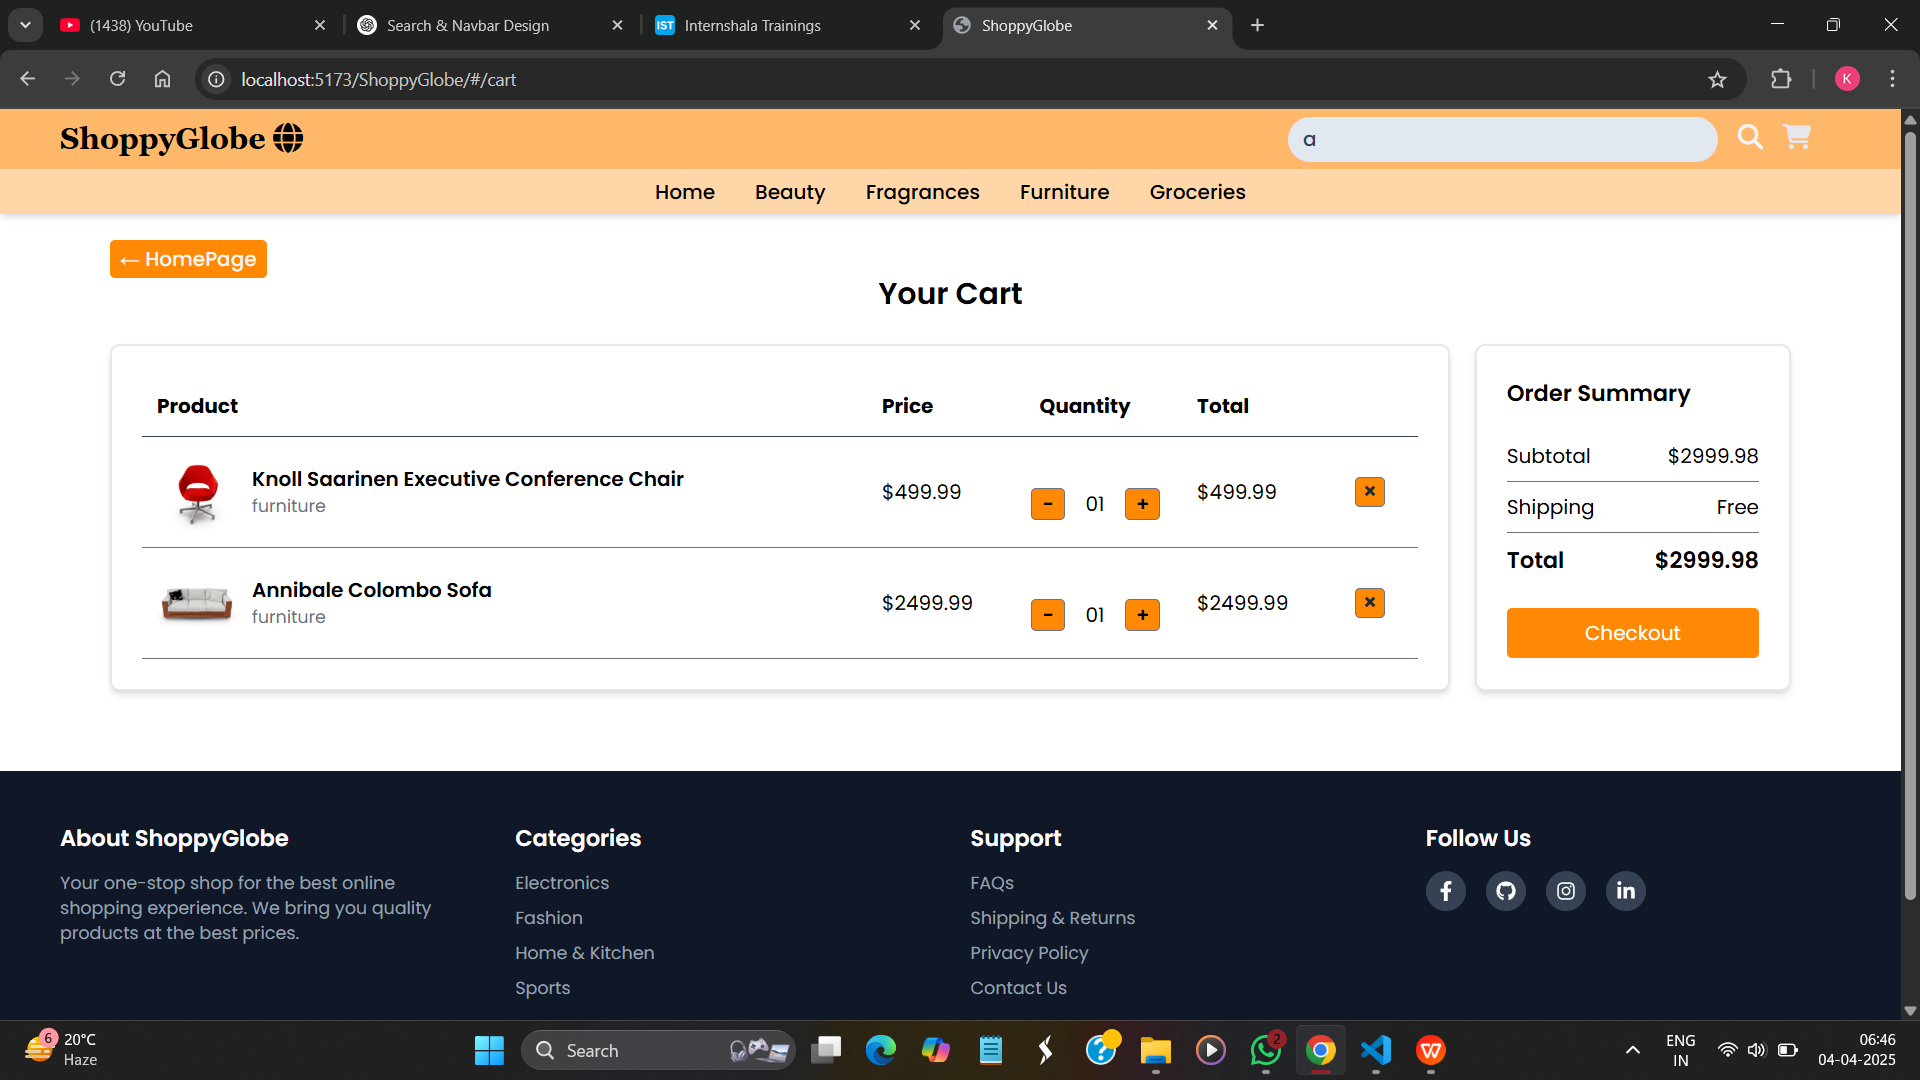 (1438) YouTube
Search & Navbar Design
IST Internshala Trainings
ShoppyGlobe
localhost:5173/ShoppyGlobe/#/cart
K
ShoppyGlobe
a
Home Beauty Fragrances Furniture Groceries
← HomePage
Your Cart
Product Price Quantity Total
Knoll Saarinen Executive Conference Chair
furniture
$499.99 - 01 + $499.99 ×
Annibale Colombo Sofa
furniture
$2499.99 - 01 + $2499.99 ×
Order Summary
Subtotal $2999.98
Shipping Free
Total $2999.98
Checkout
About ShoppyGlobe
Your one-stop shop for the best online
shopping experience. We bring you quality
products at the best prices.
Categories
Electronics
Fashion
Home & Kitchen
Sports
Support
FAQs
Shipping & Returns
Privacy Policy
Contact Us
Follow Us
f in
6
20°C
Haze
Search
2
ENG
IN
06:46
04-04-2025